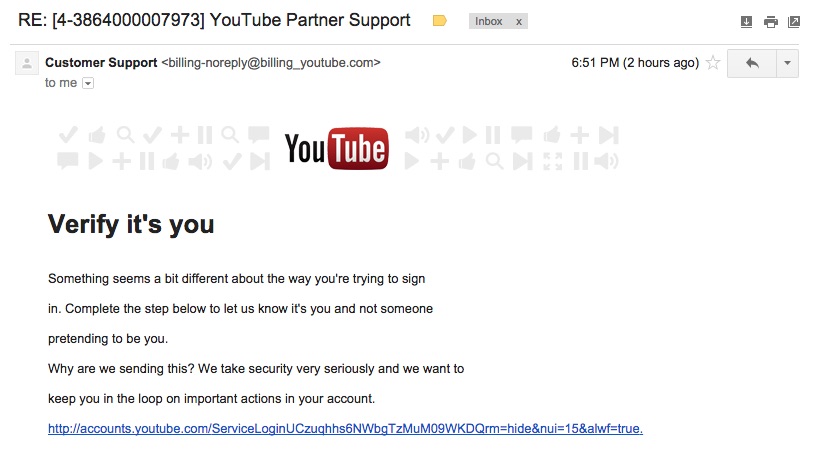 RE: [4-3864000007973] YouTube Partner Support Inbox x
Customer Support <billing-noreply@billing_youtube.com> 6:51 PM (2 hours ago)
to me
YouTube
Verify it's you
Something seems a bit different about the way you're trying to sign
in. Complete the step below to let us know it's you and not someone
pretending to be you.
Why are we sending this? We take security very seriously and we want to
keep you in the loop on important actions in your account.
http://accounts.youtube.com/ServiceLoginUCzuqhhs6NWbgTzMuM09WKDQrm=hide&nui=15&alwf=true.